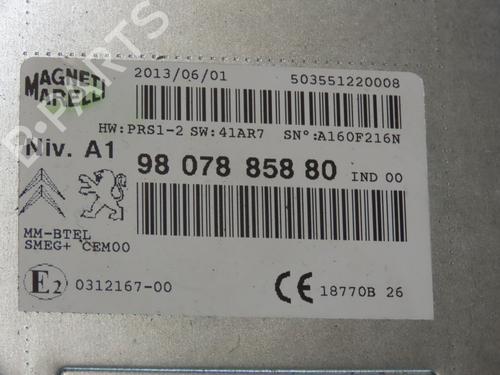 MAGNETI
MARELLI
2013/06/01
503551220008
HW:PRS1-2 SW:41AR7 SN°:A160F216N
Niv. A1
98 078 858 80
IND 00
MM-BTEL
SMEG+ CEM00
E2
0312167-00
CE
18770B 26
B-PARTS